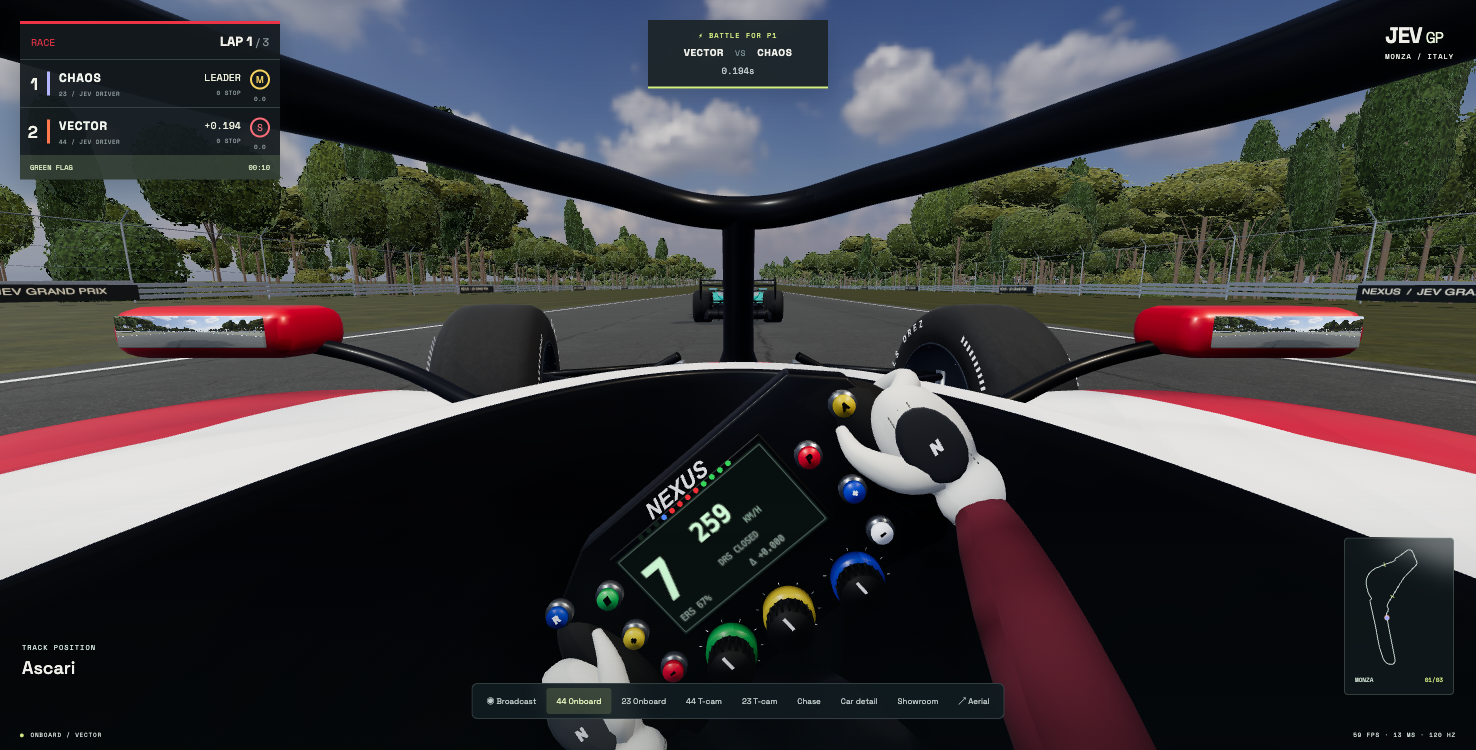 RACE
LAP 1 / 3
1 CHAOS LEADER M
23 / JEV DRIVER 0 STOP 0.0
2 VECTOR +0.194 S
44 / JEV DRIVER 0 STOP 0.0
GREEN FLAG 00:10
⚡ BATTLE FOR P1
VECTOR VS CHAOS
0.194s
JEV GP
MONZA / ITALY
JEV GRAND PRIX
NEXUS / JEV GRA
NEXUS
259 KM/H
7
DRS CLOSED
Δ +0.000
ERS 67%
A
P
R
N
N
TRACK POSITION
Ascari
MONZA 01/03
Broadcast 44 Onboard 23 Onboard 44 T-cam 23 T-cam Chase Car detail Showroom ↗ Aerial
ONBOARD / VECTOR
59 FPS · 13 MS · 120 HZ